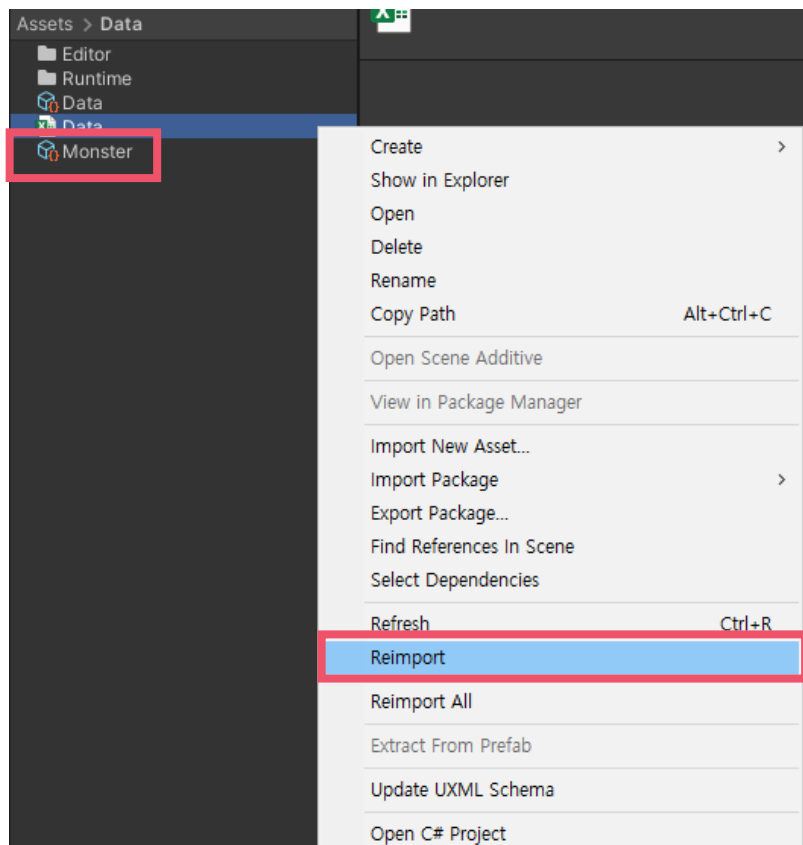 Assets > Data
Editor
Runtime
Data
Data
Monster
Create >
Show in Explorer
Open
Delete
Rename
Copy Path Alt+Ctrl+C
Open Scene Additive
View in Package Manager
Import New Asset...
Import Package >
Export Package...
Find References In Scene
Select Dependencies
Refresh Ctrl+R
Reimport
Reimport All
Extract From Prefab
Update UXML Schema
Open C# Project